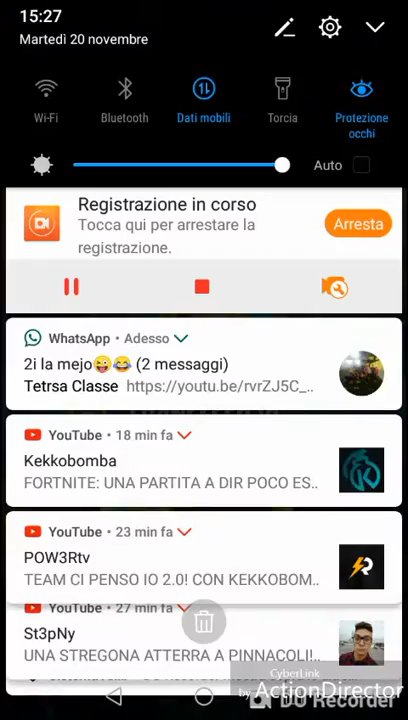 15:27
Martedì 20 novembre
Wi-Fi
Bluetooth
Dati mobili
Torcia
Protezione
occhi
Auto
Registrazione in corso
Tocca qui per arrestare la
registrazione.
Arresta
WhatsApp • Adesso
2i la mejo😜😂 (2 messaggi)
Tetrsa Classe https://youtu.be/rvrZJ5C_..
YouTube • 18 min fa
Kekkobomba
FORTNITE: UNA PARTITA A DIR POCO ES..
YouTube • 23 min fa
POW3Rtv
TEAM CI PENSO IO 2.0! CON KEKKOBOM..
YouTube • 27 min fa
St3pNy
UNA STREGONA ATTERRA A PINNACOLI!..
CyberLink
by ActionDirector
DU Recorder